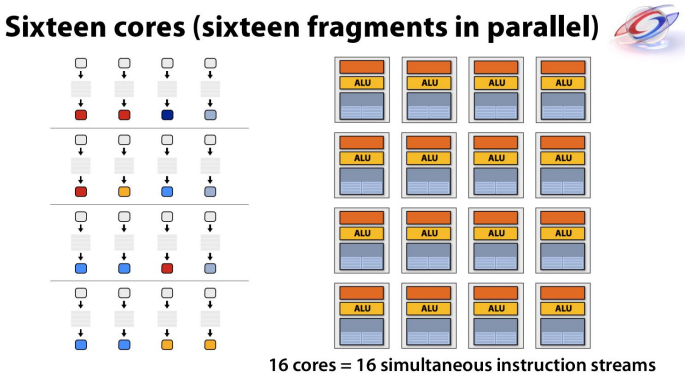 Sixteen cores (sixteen fragments in parallel)
ALU ALU ALU ALU
ALU ALU ALU ALU
ALU ALU ALU ALU
ALU ALU ALU ALU
16 cores = 16 simultaneous instruction streams